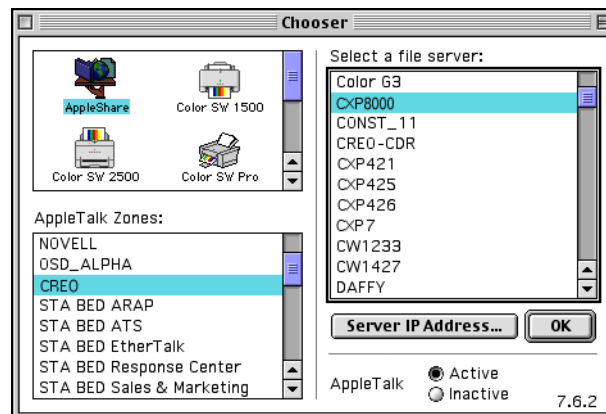 Chooser
AppleShare
Color SW 1500
Color SW 2500
Color SW Pro
AppleTalk Zones:
NOVELL
OSD_ALPHA
CREO
STA BED ARAP
STA BED ATS
STA BED EtherTalk
STA BED Response Center
STA BED Sales & Marketing
Select a file server:
Color G3
CXP8000
CONST_11
CREO-CDR
CXP421
CXP425
CXP426
CXP7
CW1233
CW1427
DAFFY
Server IP Address...
OK
AppleTalk
Active
Inactive
7.6.2